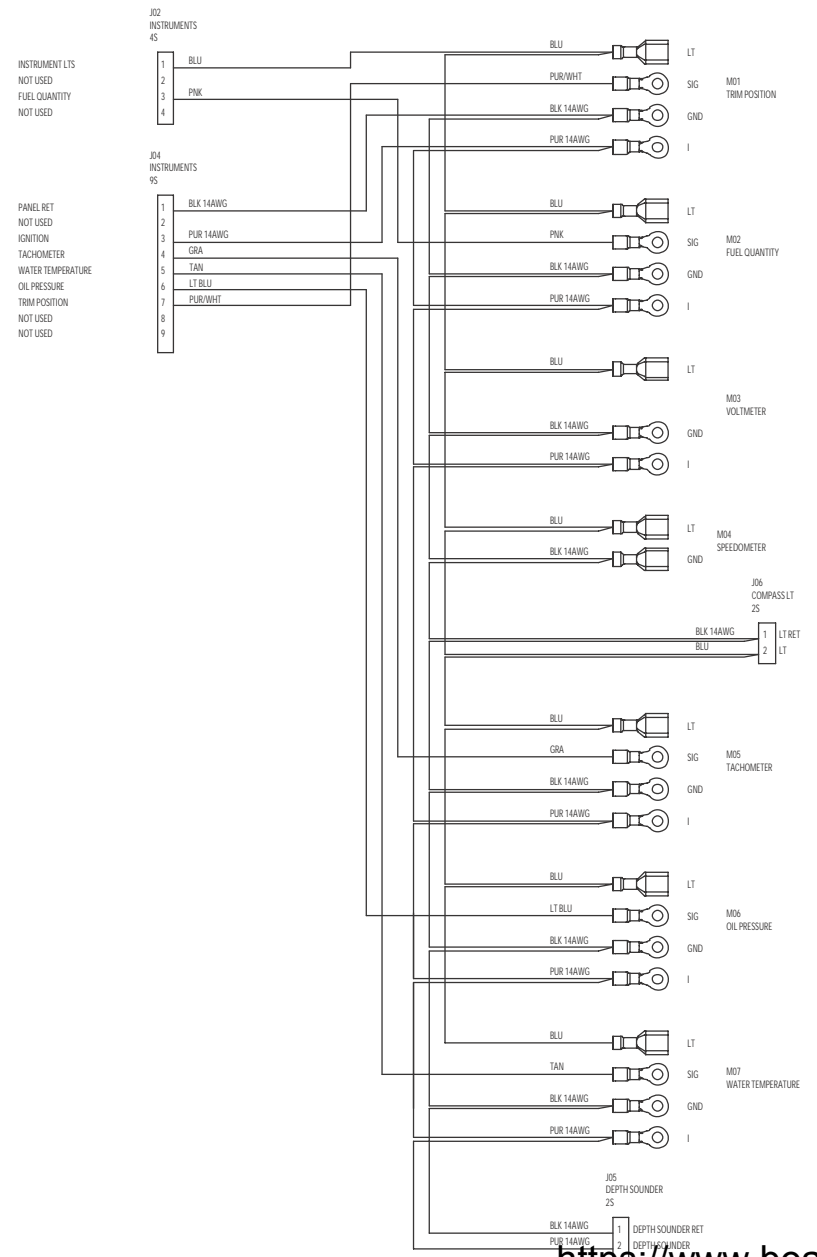 J02
INSTRUMENTS
4S
INSTRUMENT LTS 1 BLU
NOT USED 2
FUEL QUANTITY 3 PNK
NOT USED 4
J04
INSTRUMENTS
9S
PANEL RET 1 BLK 14AWG
NOT USED 2
IGNITION 3 PUR 14AWG
TACHOMETER 4 GRA
WATER TEMPERATURE 5 TAN
OIL PRESSURE 6 LT BLU
TRIM POSITION 7 PUR/WHT
NOT USED 8
NOT USED 9
BLU LT
PUR/WHT SIG
M01
TRIM POSITION
BLK 14AWG GND
PUR 14AWG I
BLU LT
PNK SIG
M02
FUEL QUANTITY
BLK 14AWG GND
PUR 14AWG I
BLU LT
M03
VOLTMETER
BLK 14AWG GND
PUR 14AWG I
BLU LT
M04
SPEEDOMETER
BLK 14AWG GND
J06
COMPASS LT
2S
BLK 14AWG 1 LT RET
BLU 2 LT
BLU LT
GRA SIG
M05
TACHOMETER
BLK 14AWG GND
PUR 14AWG I
BLU LT
LT BLU SIG
M06
OIL PRESSURE
BLK 14AWG GND
PUR 14AWG I
BLU LT
TAN SIG
M07
WATER TEMPERATURE
BLK 14AWG GND
PUR 14AWG I
J05
DEPTH SOUNDER
2S
BLK 14AWG 1 DEPTH SOUNDER RET
PUR 14AWG 2 DEPTH SOUNDER